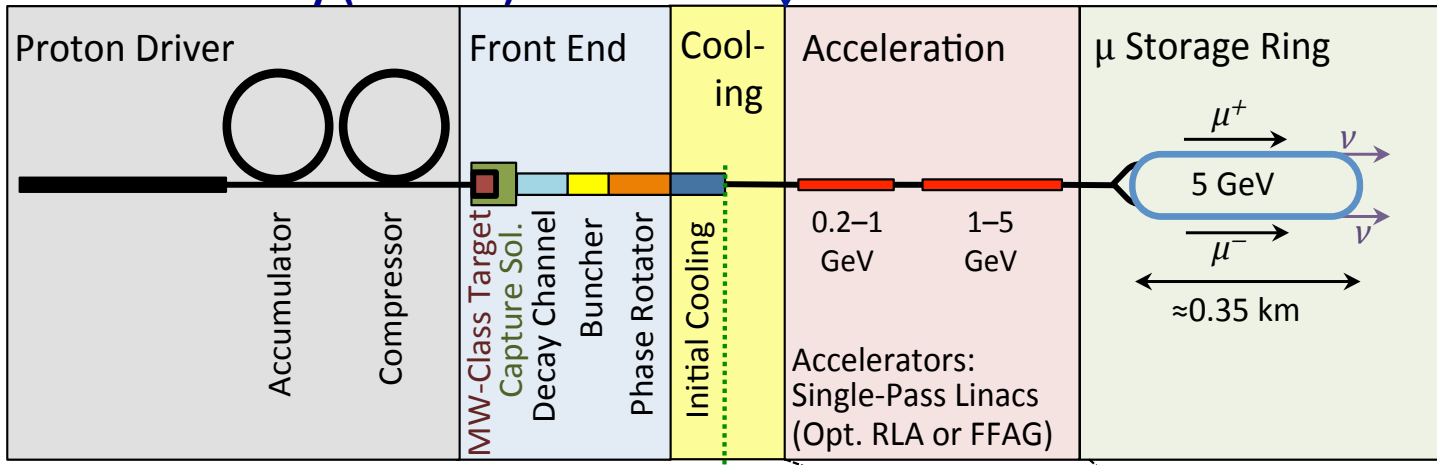 Proton Driver
Accumulator
Compressor
Front End
MW-Class Target
Capture Sol.
Decay Channel
Buncher
Phase Rotator
Cool-
ing
Initial Cooling
Acceleration
0.2–1
GeV
1–5
GeV
Accelerators:
Single-Pass Linacs
(Opt. RLA or FFAG)
μ Storage Ring
μ⁺
ν
5 GeV
ν
μ⁻
≈0.35 km